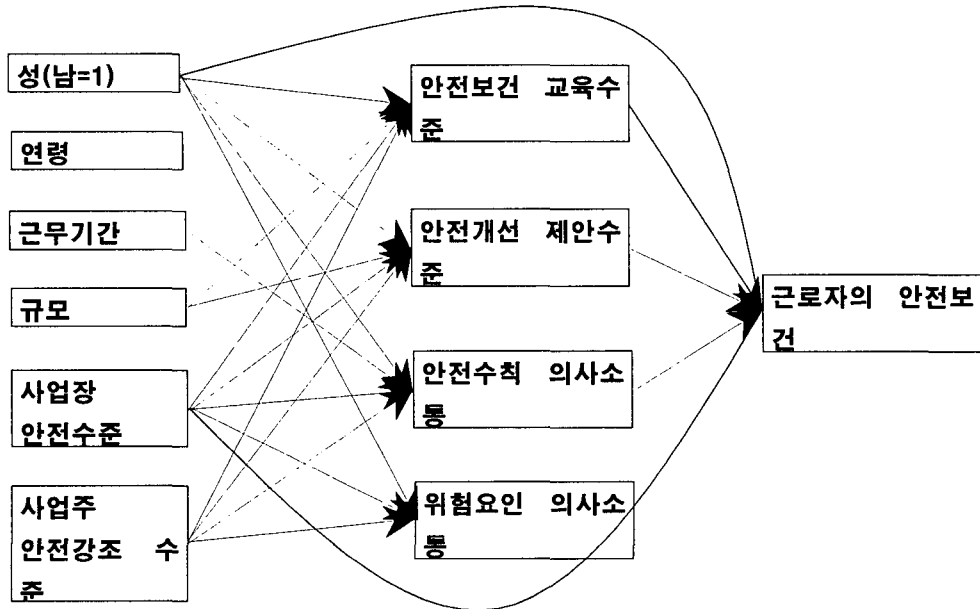 성(남=1)
연령
근무기간
규모
사업장
안전수준
사업주
안전강조 수
준
안전보건 교육수
준
안전개선 제안수
준
안전수칙 의사소
통
위험요인 의사소
통
근로자의 안전보
건